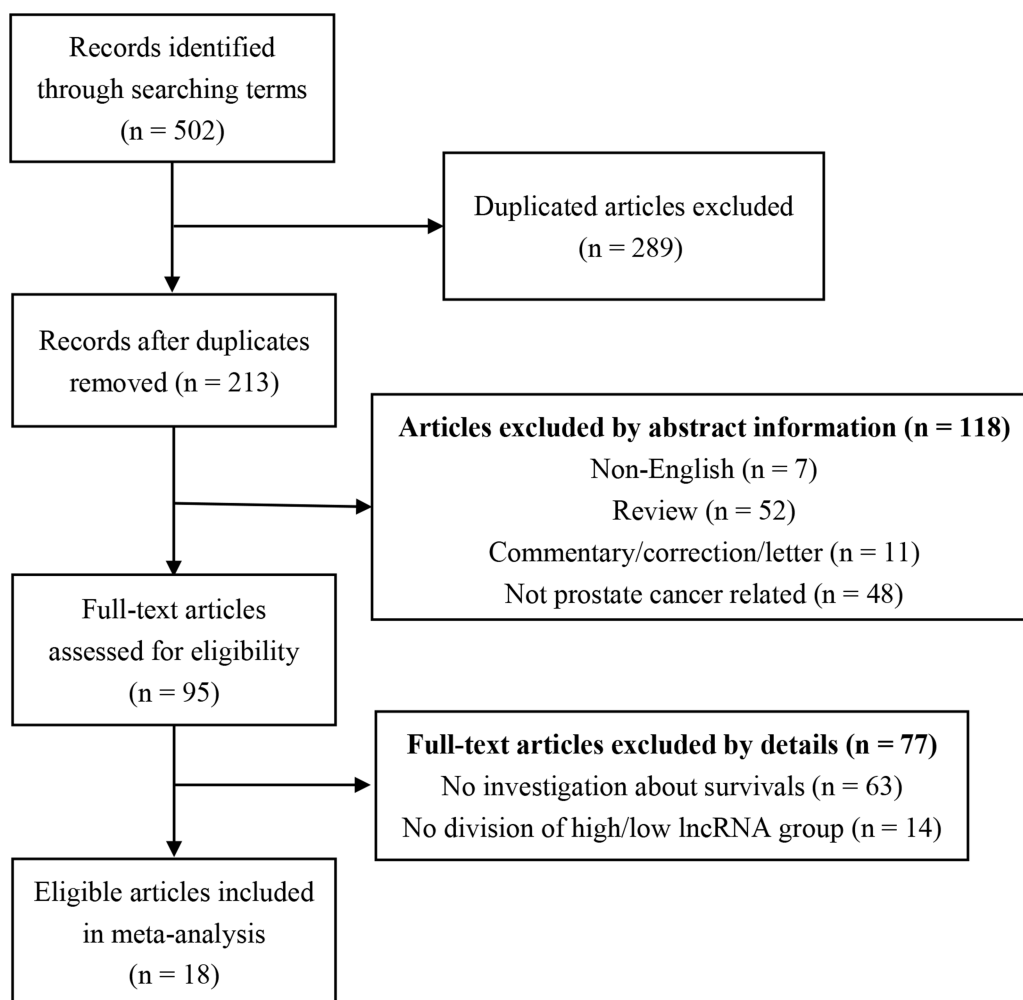 Records identified
through searching terms
(n = 502)
Duplicated articles excluded
(n = 289)
Records after duplicates
removed (n = 213)
Articles excluded by abstract information (n = 118)
Non-English (n = 7)
Review (n = 52)
Commentary/correction/letter (n = 11)
Not prostate cancer related (n = 48)
Full-text articles
assessed for eligibility
(n = 95)
Full-text articles excluded by details (n = 77)
No investigation about survivals (n = 63)
No division of high/low lncRNA group (n = 14)
Eligible articles included
in meta-analysis
(n = 18)